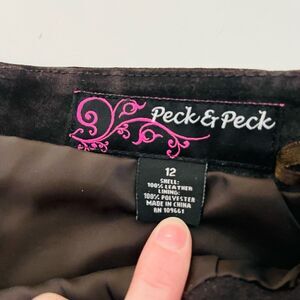 Peck & Peck
12
SHELL:
100% LEATHER
LINING:
100% POLYESTER
MADE IN CHINA
RN 109661